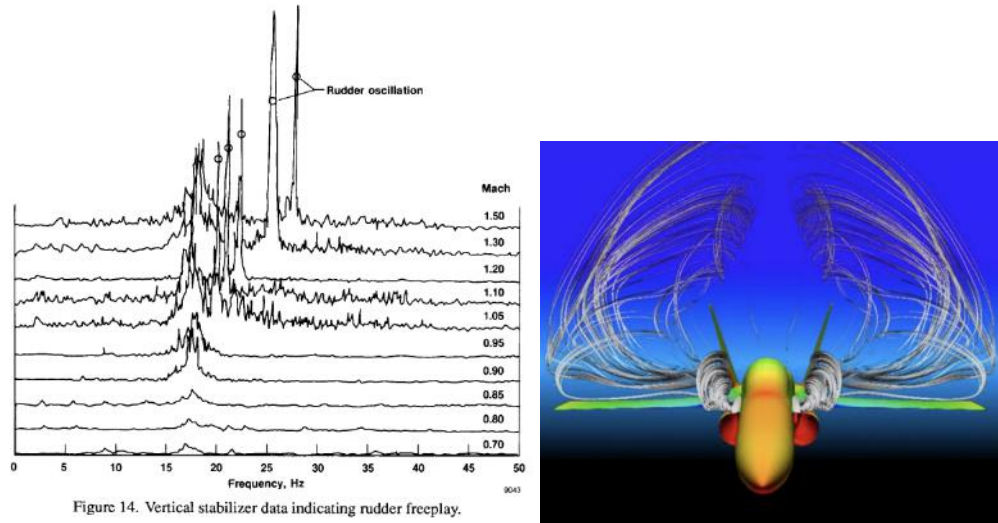 Rudder oscillation
Mach
1.50
1.30
1.20
1.10
1.05
0.95
0.90
0.85
0.80
0.70
0 5 10 15 20 25 30 35 40 45 50
Frequency, Hz
9043
Figure 14. Vertical stabilizer data indicating rudder freeplay.